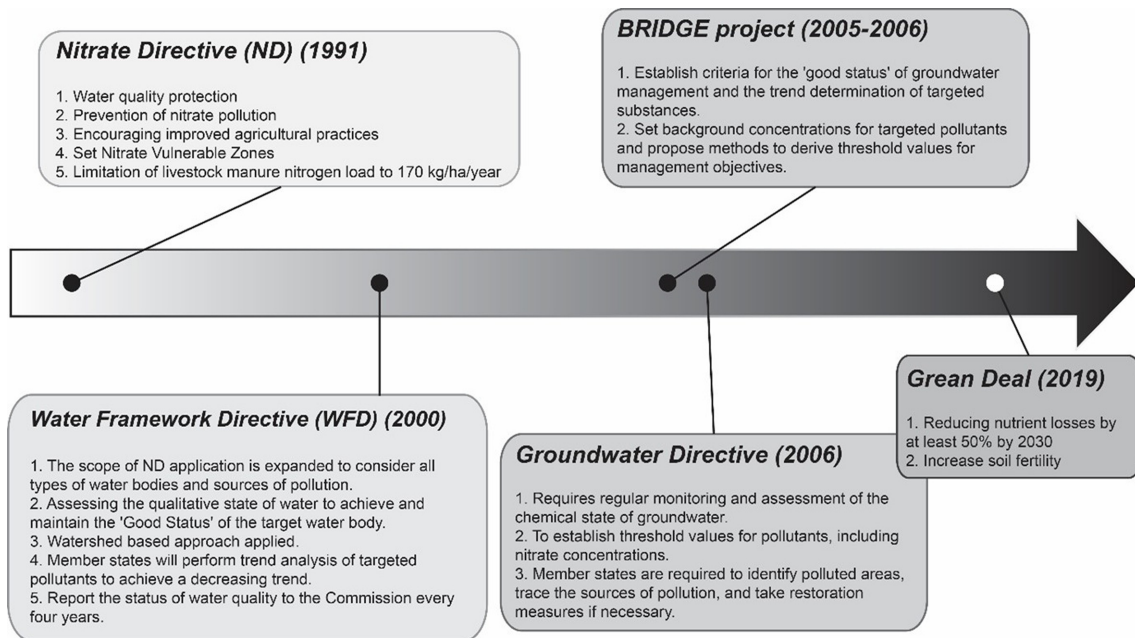 Nitrate Directive (ND) (1991)
1. Water quality protection
2. Prevention of nitrate pollution
3. Encouraging improved agricultural practices
4. Set Nitrate Vulnerable Zones
5. Limitation of livestock manure nitrogen load to 170 kg/ha/year
BRIDGE project (2005-2006)
1. Establish criteria for the 'good status' of groundwater
management and the trend determination of targeted
substances.
2. Set background concentrations for targeted pollutants
and propose methods to derive threshold values for
management objectives.
Water Framework Directive (WFD) (2000)
1. The scope of ND application is expanded to consider all
types of water bodies and sources of pollution.
2. Assessing the qualitative state of water to achieve and
maintain the 'Good Status' of the target water body.
3. Watershed based approach applied.
4. Member states will perform trend analysis of targeted
pollutants to achieve a decreasing trend.
5. Report the status of water quality to the Commission every
four years.
Groundwater Directive (2006)
1. Requires regular monitoring and assessment of the
chemical state of groundwater.
2. To establish threshold values for pollutants, including
nitrate concentrations.
3. Member states are required to identify polluted areas,
trace the sources of pollution, and take restoration
measures if necessary.
Grean Deal (2019)
1. Reducing nutrient losses by
at least 50% by 2030
2. Increase soil fertility